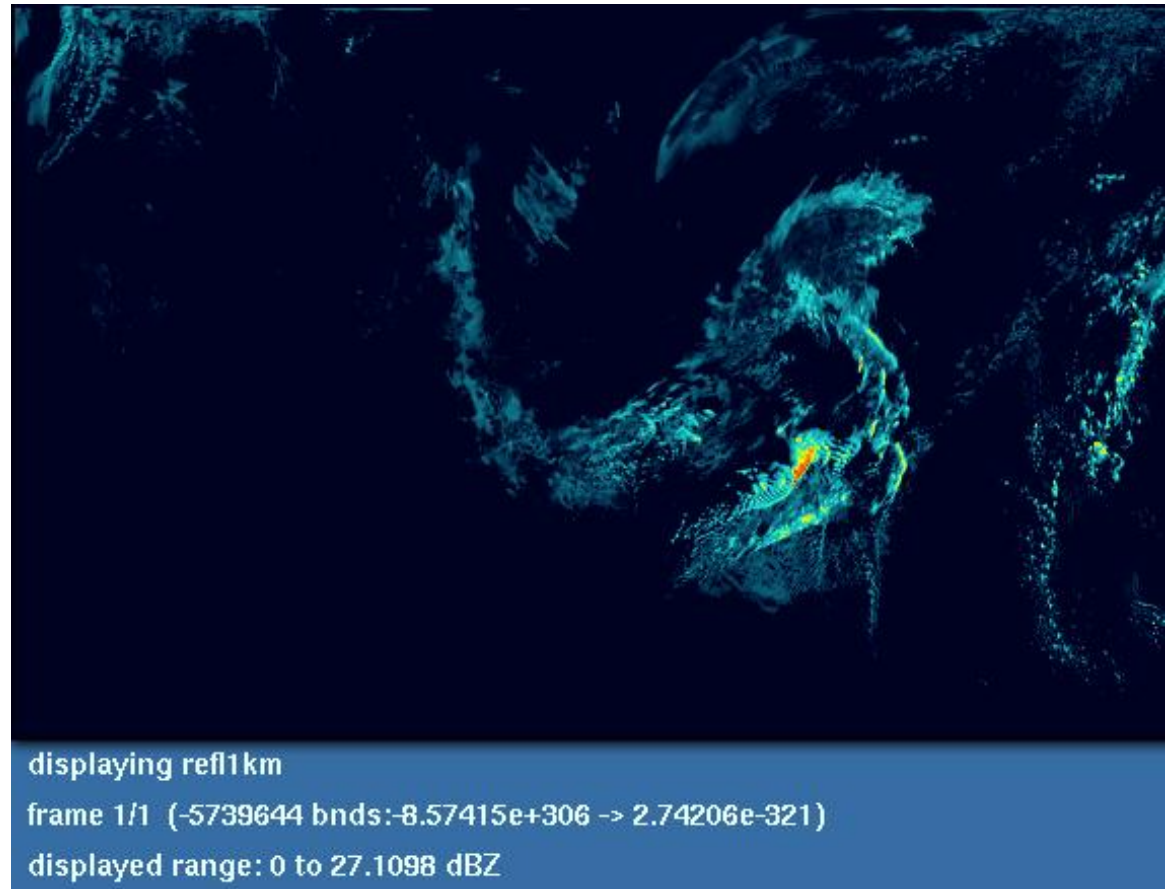 displaying refl1km
frame 1/1 (-5739644 bnds:-8.57415e+306 -> 2.74206e-321)
displayed range: 0 to 27.1098 dBZ